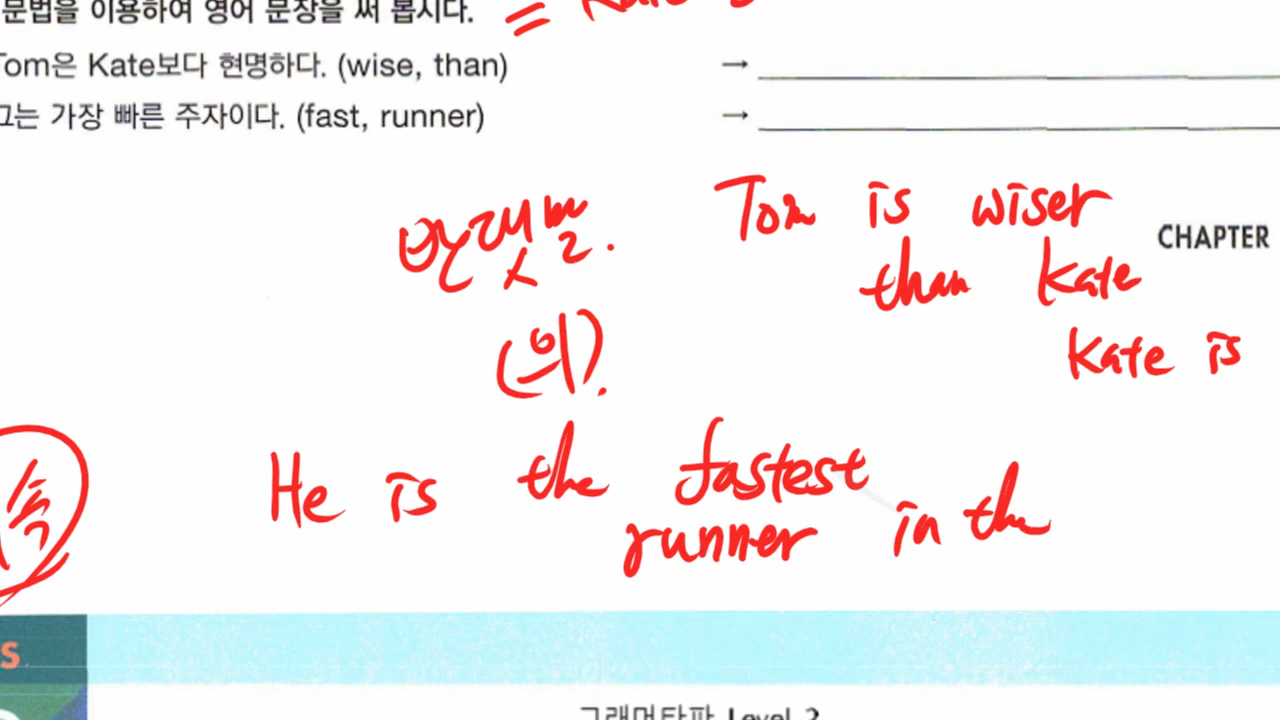 문법을 이용하여 영어 문장을 써 봅시다.
=
Tom은 Kate보다 현명하다. (wise, than) →
그는 가장 빠른 주자이다. (fast, runner) →
Tom is wiser
CHAPTER
than Kate
(의).
Kate is
He is the fastest
runner in the
S
그래머타파 Level 2